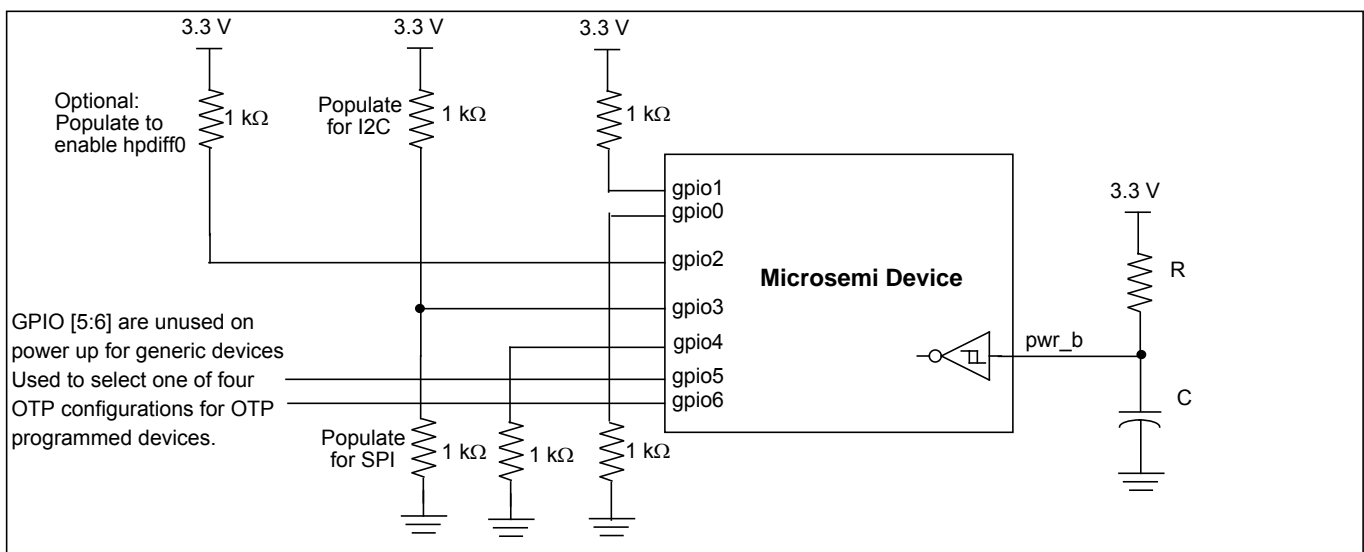 3.3 V
3.3 V
3.3 V
Optional:
Populate to
enable hpdiff0
1 kΩ
Populate
for I2C
1 kΩ
1 kΩ
gpio1
gpio0
gpio2
gpio3
gpio4
gpio5
gpio6
Microsemi Device
3.3 V
R
pwr_b
C
GPIO [5:6] are unused on
power up for generic devices
Used to select one of four
OTP configurations for OTP
programmed devices.
Populate
for SPI
1 kΩ
1 kΩ
1 kΩ